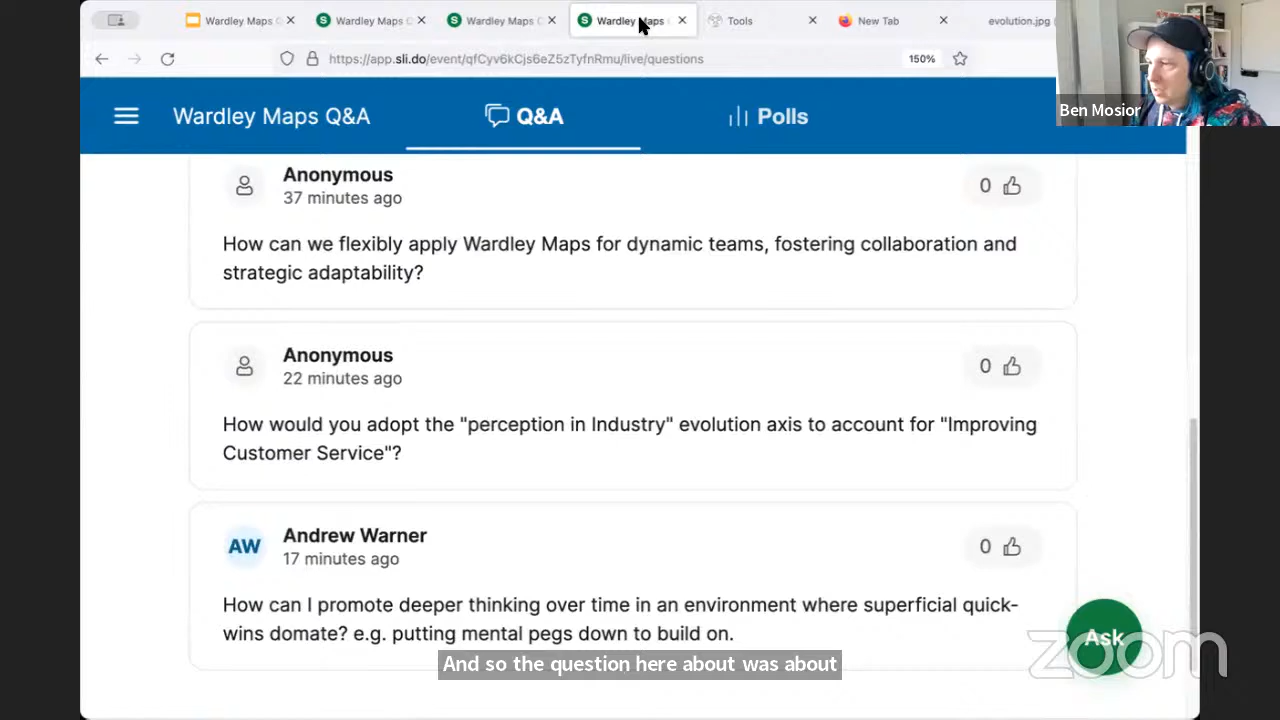 Wardley Maps
Wardley Maps
Wardley Maps
Wardley Maps
Tools
New Tab
evolution.jpg
https://app.sli.do/event/qfCyv6kCjs6eZ5zTyfnRmu/live/questions
150%
Ben Mosior
Wardley Maps Q&A
Q&A
Polls
Anonymous
37 minutes ago
0
How can we flexibly apply Wardley Maps for dynamic teams, fostering collaboration and
strategic adaptability?
Anonymous
22 minutes ago
0
How would you adopt the "perception in Industry" evolution axis to account for "Improving
Customer Service"?
AW
Andrew Warner
17 minutes ago
0
How can I promote deeper thinking over time in an environment where superficial quick-
wins domate? e.g. putting mental pegs down to build on.
Ask
zoom
And so the question here about was about